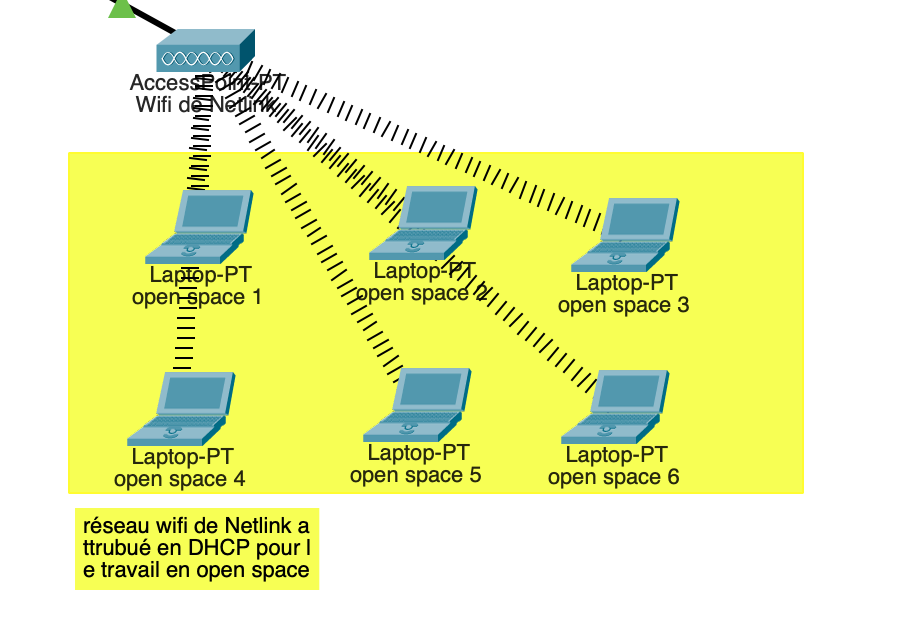 AccessPoint-PT
Wifi de Netlink
Laptop-PT
open space 1
Laptop-PT
open space 2
Laptop-PT
open space 3
Laptop-PT
open space 4
Laptop-PT
open space 5
Laptop-PT
open space 6
réseau wifi de Netlink a
ttrubué en DHCP pour l
e travail en open space